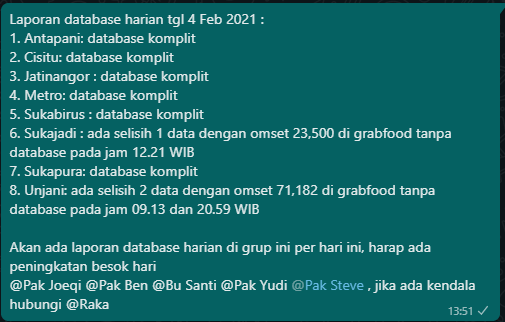 Laporan database harian tgl 4 Feb 2021 :
1. Antapani: database komplit
2. Cisitu: database komplit
3. Jatinangor : database komplit
4. Metro: database komplit
5. Sukabirus : database komplit
6. Sukajadi : ada selisih 1 data dengan omset 23,500 di grabfood tanpa
database pada jam 12.21 WIB
7. Sukapura: database komplit
8. Unjani: ada selisih 2 data dengan omset 71,182 di grabfood tanpa
database pada jam 09.13 dan 20.59 WIB

Akan ada laporan database harian di grup ini per hari ini, harap ada
peningkatan besok hari
@Pak Joeqi @Pak Ben @Bu Santi @Pak Yudi @Pak Steve , jika ada kendala
hubungi @Raka
13:51